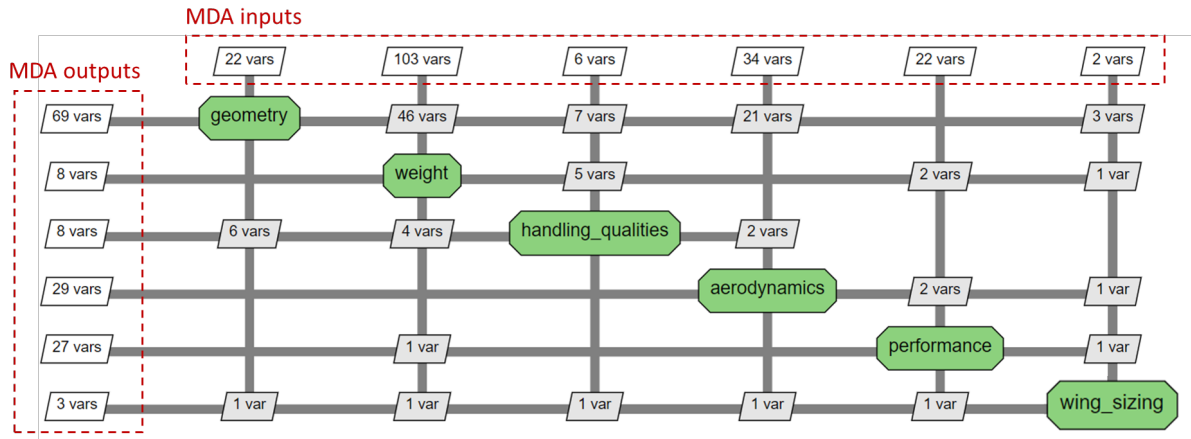 MDA inputs
22 vars 103 vars 6 vars 34 vars 22 vars 2 vars
MDA outputs
69 vars geometry 46 vars 7 vars 21 vars 3 vars
8 vars weight 5 vars 2 vars 1 var
8 vars 6 vars 4 vars handling_qualities 2 vars
29 vars aerodynamics 2 vars 1 var
27 vars 1 var performance 1 var
3 vars 1 var 1 var 1 var 1 var 1 var wing_sizing